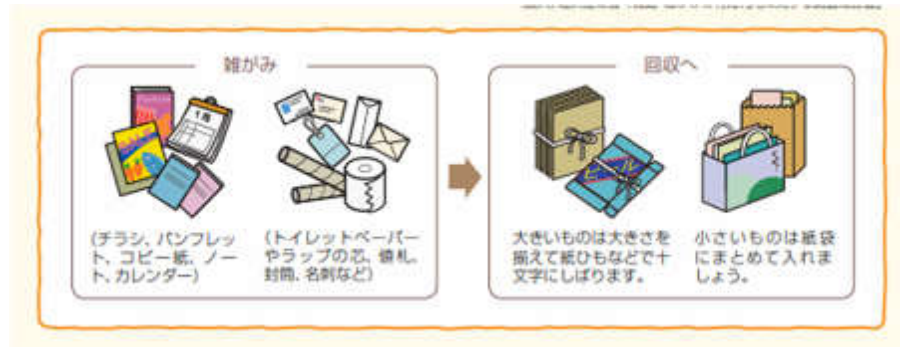 雑がみ
(チラシ、パンフレッ
ト、コピー紙、ノー
ト、カレンダー)
1月
(トイレットペーパー
やラップの芯、値札、
封筒、名刺など)
回収へ
ビール
大きいものは大きさを
揃えて紙ひもなどで十
文字にしばります。
小さいものは紙袋
にまとめて入れま
しょう。